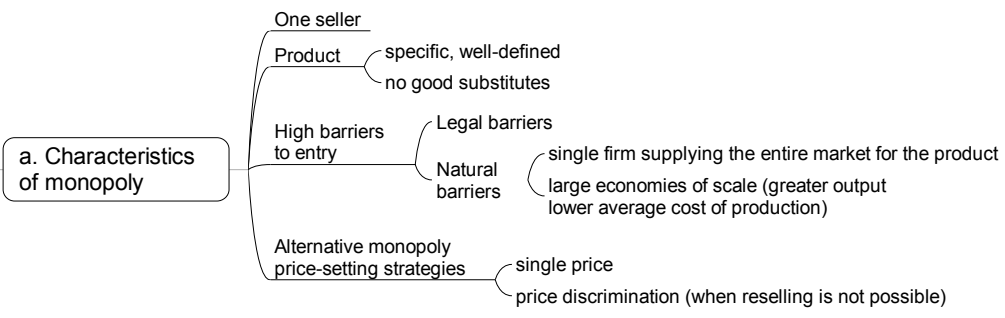 a. Characteristics
of monopoly
One seller
Product
specific, well-defined
no good substitutes
High barriers
to entry
Legal barriers
Natural
barriers
single firm supplying the entire market for the product
large economies of scale (greater output
lower average cost of production)
Alternative monopoly
price-setting strategies
single price
price discrimination (when reselling is not possible)